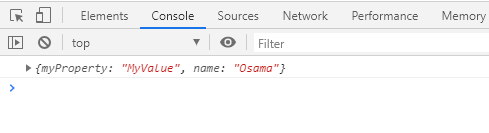 Elements Console Sources Network Performance Memory
top Filter
{myProperty: "MyValue", name: "Osama"}